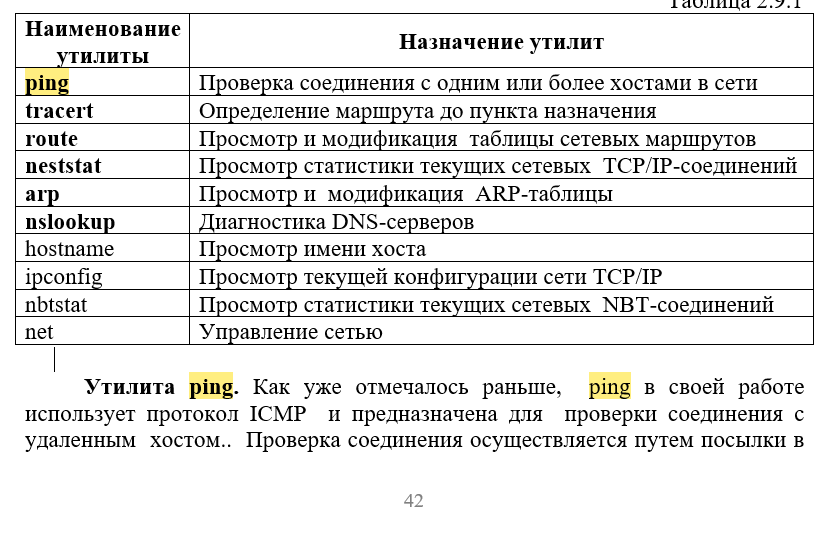 Таблица 2.9.1
Наименование утилиты
Назначение утилит
ping Проверка соединения с одним или более хостами в сети
tracert Определение маршрута до пункта назначения
route Просмотр и модификация таблицы сетевых маршрутов
neststat Просмотр статистики текущих сетевых TCP/IP-соединений
arp Просмотр и модификация ARP-таблицы
nslookup Диагностика DNS-серверов
hostname Просмотр имени хоста
ipconfig Просмотр текущей конфигурации сети TCP/IP
nbtstat Просмотр статистики текущих сетевых NBT-соединений
net Управление сетью
Утилита ping. Как уже отмечалось раньше, ping в своей работе
использует протокол ICMP и предназначена для проверки соединения с
удаленным хостом.. Проверка соединения осуществляется путем посылки в
42